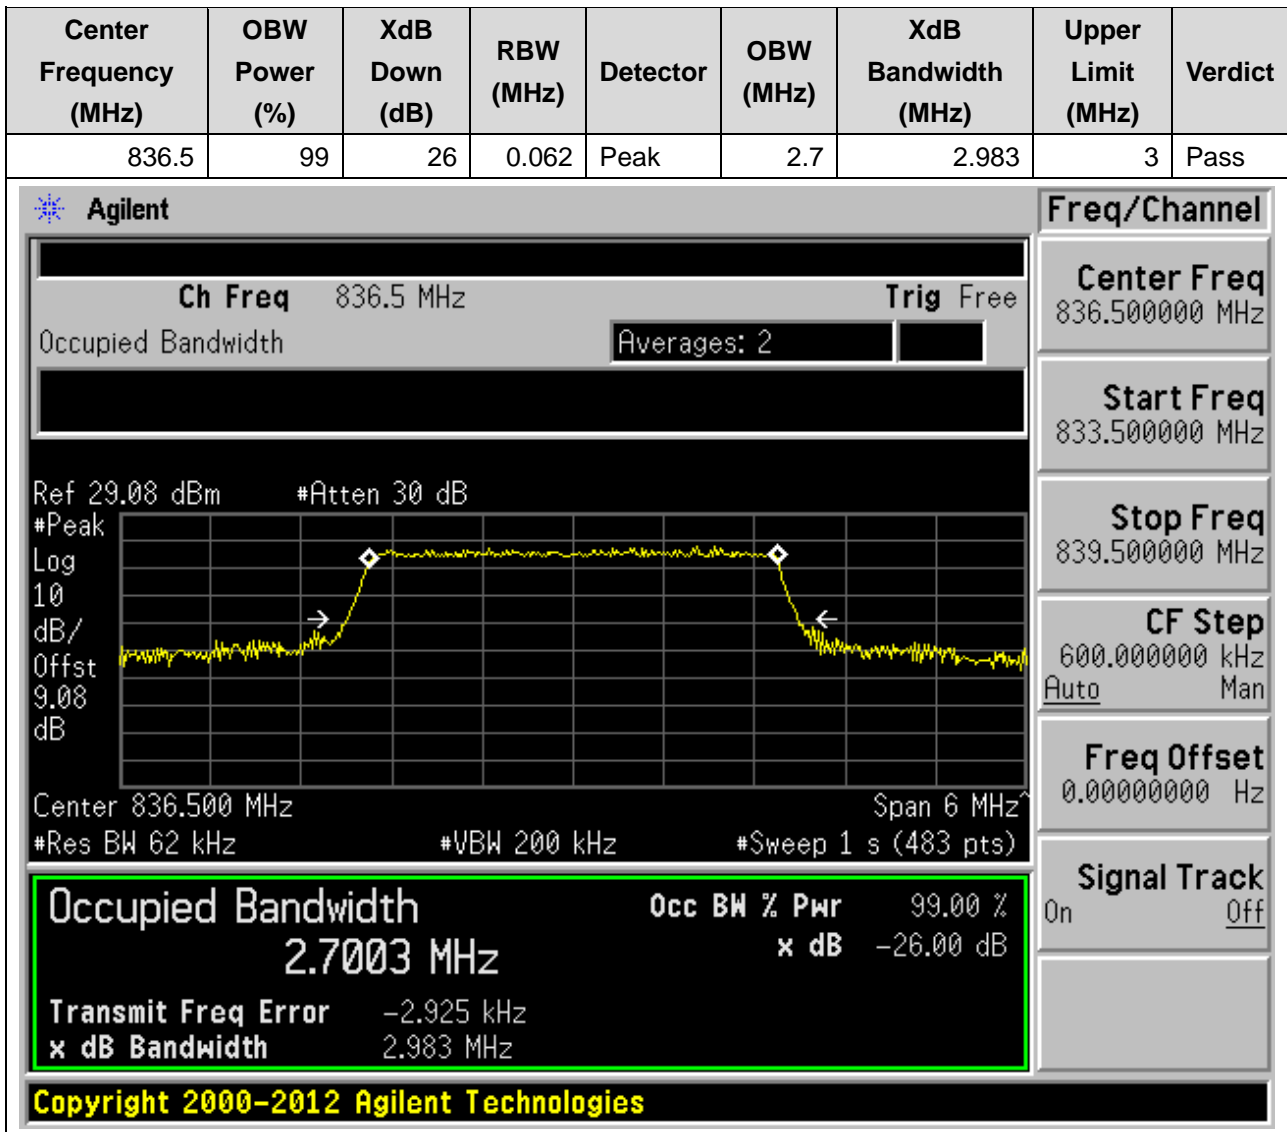 Center Frequency (MHz) OBW Power (%) XdB Down (dB) RBW (MHz) Detector OBW (MHz) XdB Bandwidth (MHz) Upper Limit (MHz) Verdict
836.5 99 26 0.062 Peak 2.7 2.983 3 Pass
Agilent
Freq/Channel
Ch Freq 836.5 MHz Trig Free
Occupied Bandwidth Averages: 2
Center Freq
836.500000 MHz
Start Freq
833.500000 MHz
Stop Freq
839.500000 MHz
CF Step
600.000000 kHz
Auto Man
Freq Offset
0.00000000 Hz
Signal Track
On Off
Ref 29.08 dBm #Atten 30 dB
#Peak
Log
10
dB/
Offst
9.08
dB
Center 836.500 MHz Span 6 MHz^
#Res BW 62 kHz #VBW 200 kHz #Sweep 1 s (483 pts)
Occupied Bandwidth
2.7003 MHz
Occ BW % Pwr 99.00 %
x dB -26.00 dB
Transmit Freq Error -2.925 kHz
x dB Bandwidth 2.983 MHz
Copyright 2000-2012 Agilent Technologies